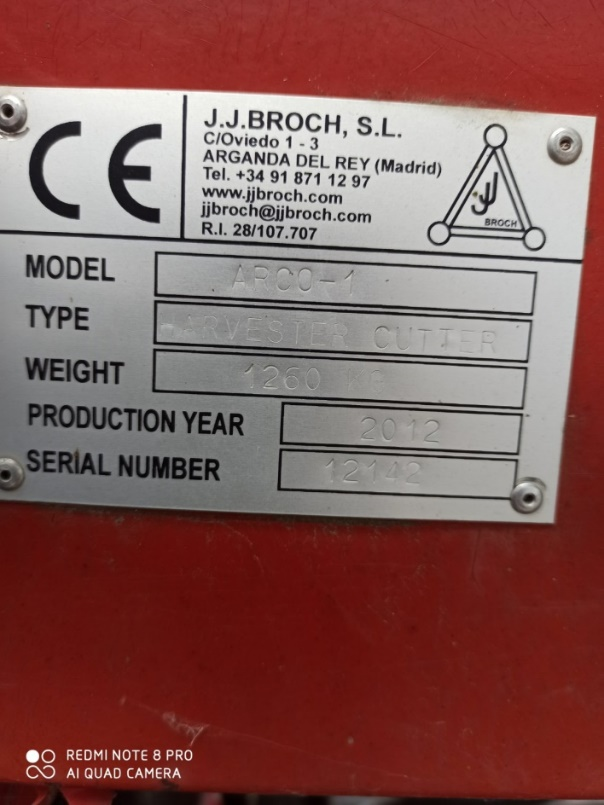 CE
J.J.BROCH, S.L.
C/Oviedo 1 - 3
ARGANDA DEL REY (Madrid)
Tel. +34 91 871 12 97
www.jjbroch.com
jjbroch@jjbroch.com
R.I. 28/107.707
JJ
BROCH
MODEL ARCO-1
TYPE HARVESTER CUTTER
WEIGHT 1260
PRODUCTION YEAR 2012
SERIAL NUMBER 12142
REDMI NOTE 8 PRO
AI QUAD CAMERA